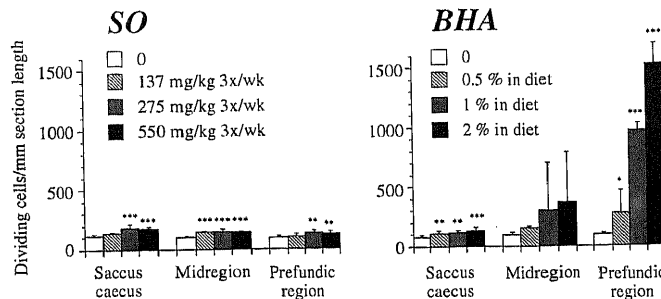 SO
BHA
Dividing cells/mm section length
1500
1000
500
0
0
137 mg/kg 3x/wk
275 mg/kg 3x/wk
550 mg/kg 3x/wk
*** ***
*** *** ***
** **
Saccus caecus
Midregion
Prefundic region
1500
1000
500
0
0
0.5 % in diet
1 % in diet
2 % in diet
** ** ***
* *** ***
Saccus caecus
Midregion
Prefundic region